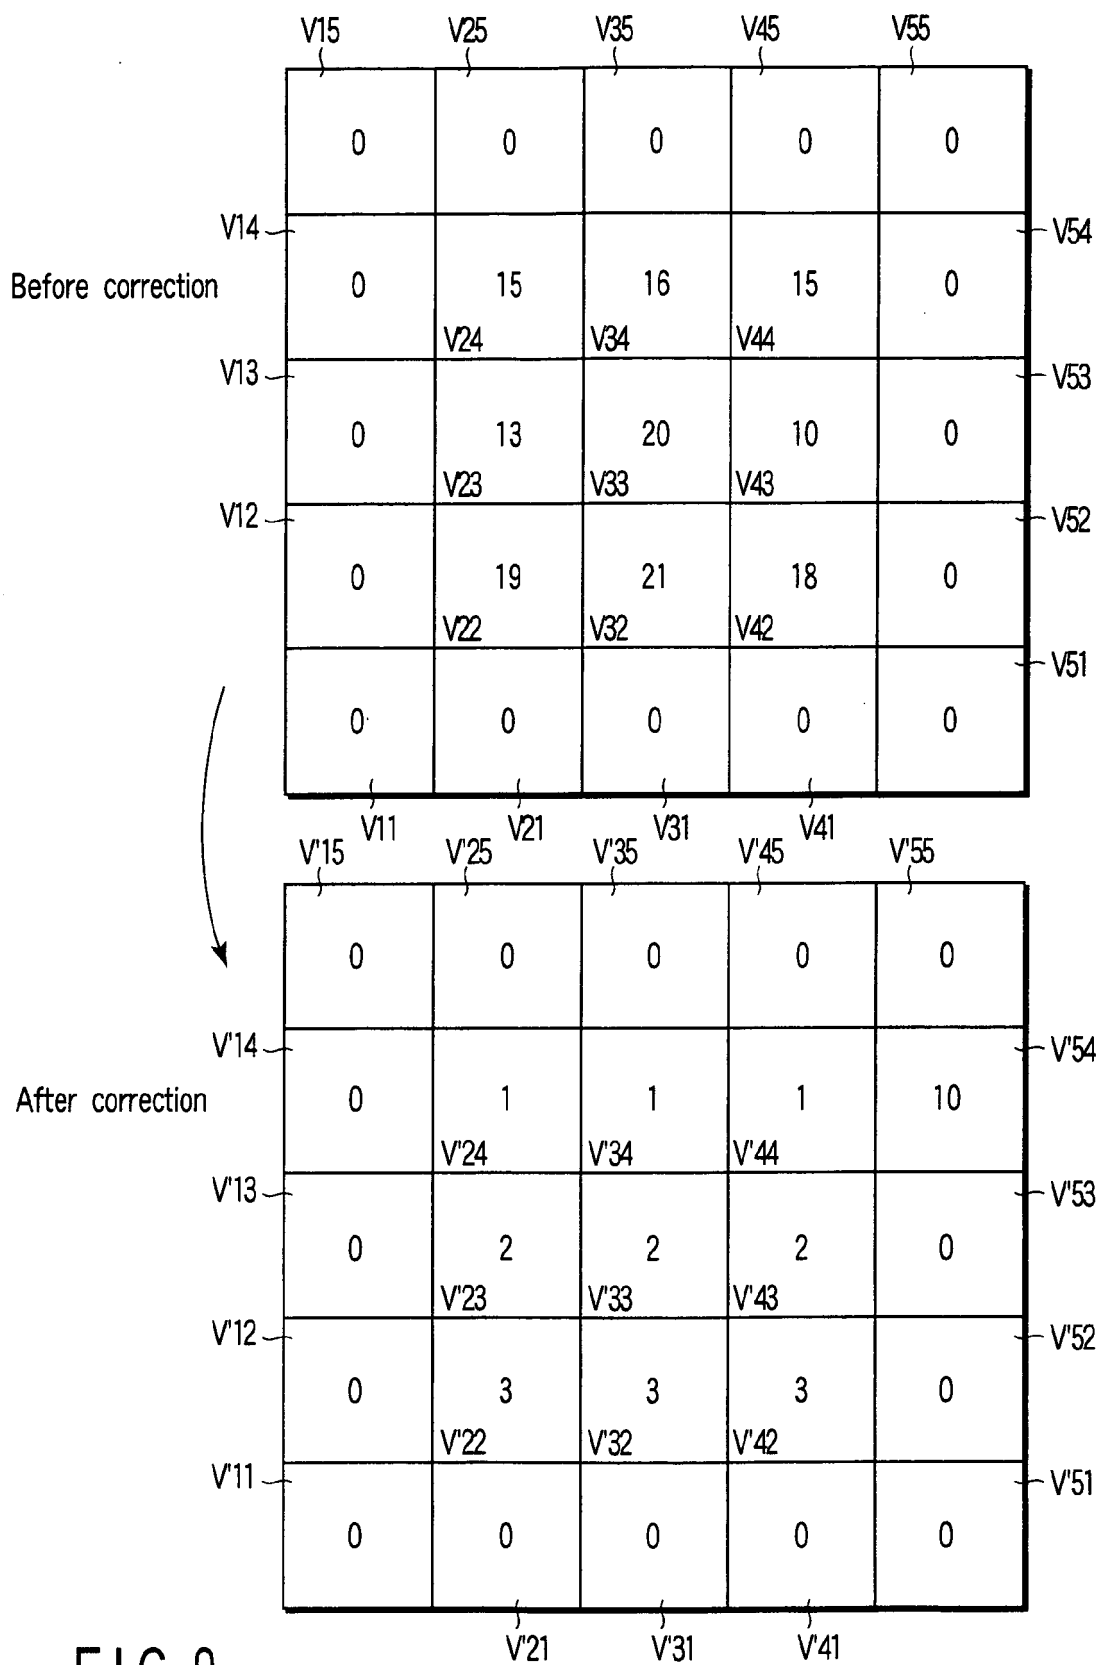 V15 V25 V35 V45 V55
0 0 0 0 0
V14 V54
Before correction 0 15 16 15 0
V24 V34 V44
V13 V53
0 13 20 10 0
V23 V33 V43
V12 V52
0 19 21 18 0
V22 V32 V42
V51
0 0 0 0 0
V11 V21 V31 V41
V'15 V'25 V'35 V'45 V'55
0 0 0 0 0
V'14 V'54
After correction 0 1 1 1 10
V'24 V'34 V'44
V'13 V'53
0 2 2 2 0
V'23 V'33 V'43
V'12 V'52
0 3 3 3 0
V'22 V'32 V'42
V'11 V'51
0 0 0 0 0
V'21 V'31 V'41
FIG.